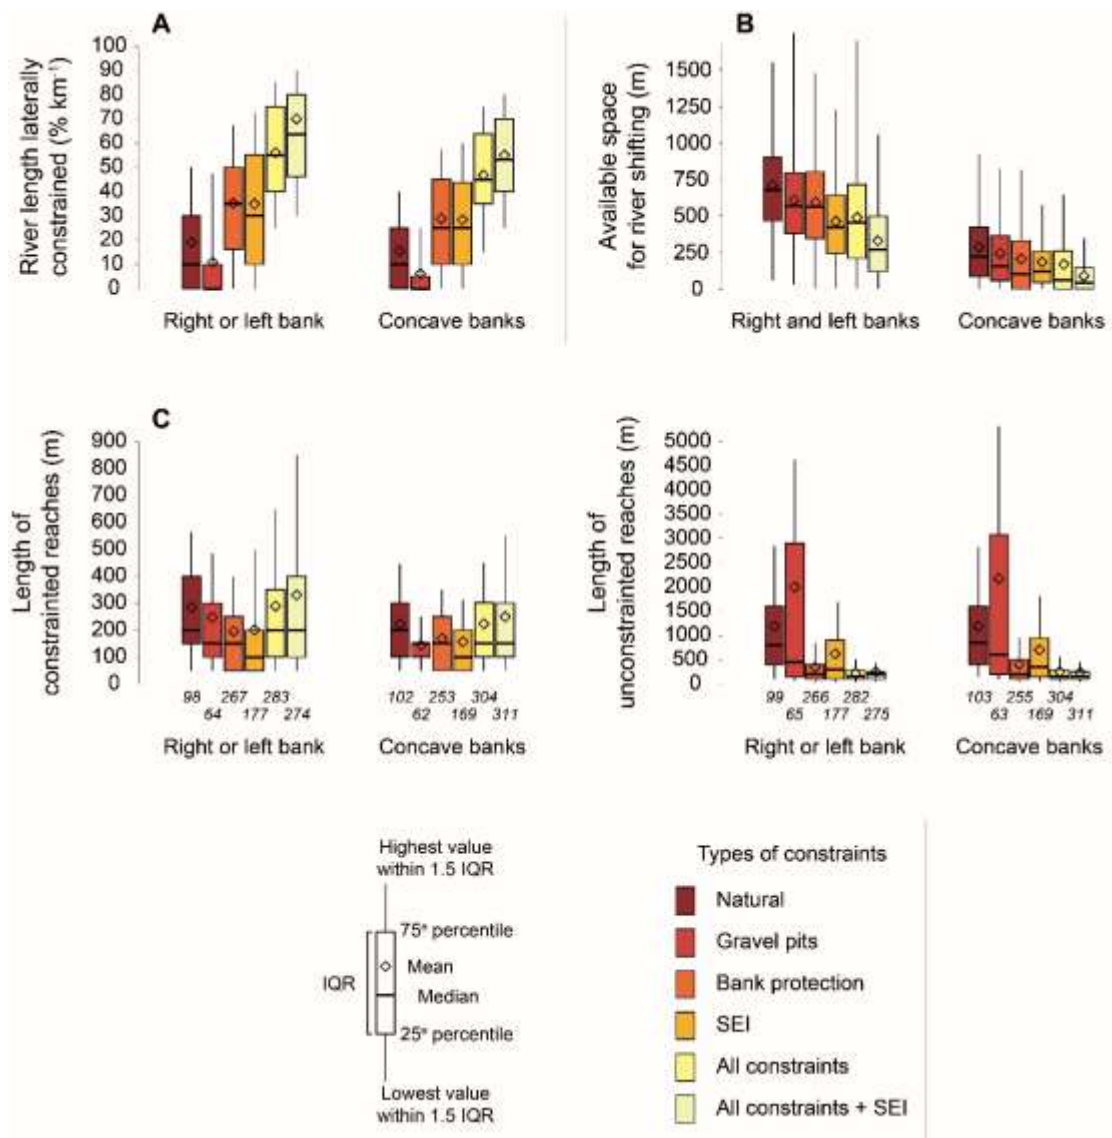 A
River length laterally
constrained (% km⁻¹)
100
90
80
70
60
50
40
30
20
10
0
Right or left bank
Concave banks
B
Available space
for river shifting (m)
1500
1250
1000
750
500
250
0
Right and left banks
Concave banks
C
Length of
constrainted reaches (m)
900
800
700
600
500
400
300
200
100
0
98 267 283
64 177 274
102 253 304
62 169 311
Right or left bank
Concave banks
Length of
unconstrainted reaches (m)
5000
4500
4000
3500
3000
2500
2000
1500
1000
500
0
99 266 282
65 177 275
103 255 304
63 169 311
Right or left bank
Concave banks
Highest value
within 1.5 IQR
75ᵉ percentile
Mean
IQR
Median
25ᵉ percentile
Lowest value
within 1.5 IQR
Types of constraints
Natural
Gravel pits
Bank protection
SEI
All constraints
All constraints + SEI